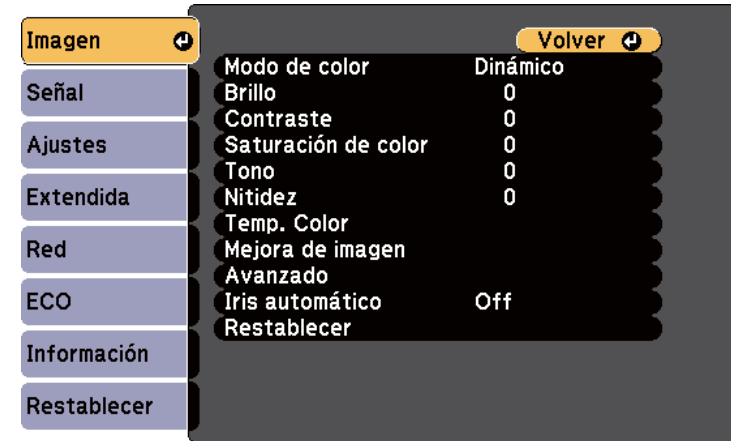 Imagen
Señal
Ajustes
Extendida
Red
ECO
Información
Restablecer
Volver
Modo de color Dinámico
Brillo 0
Contraste 0
Saturación de color 0
Tono 0
Nitidez 0
Temp. Color
Mejora de imagen
Avanzado
Iris automático Off
Restablecer